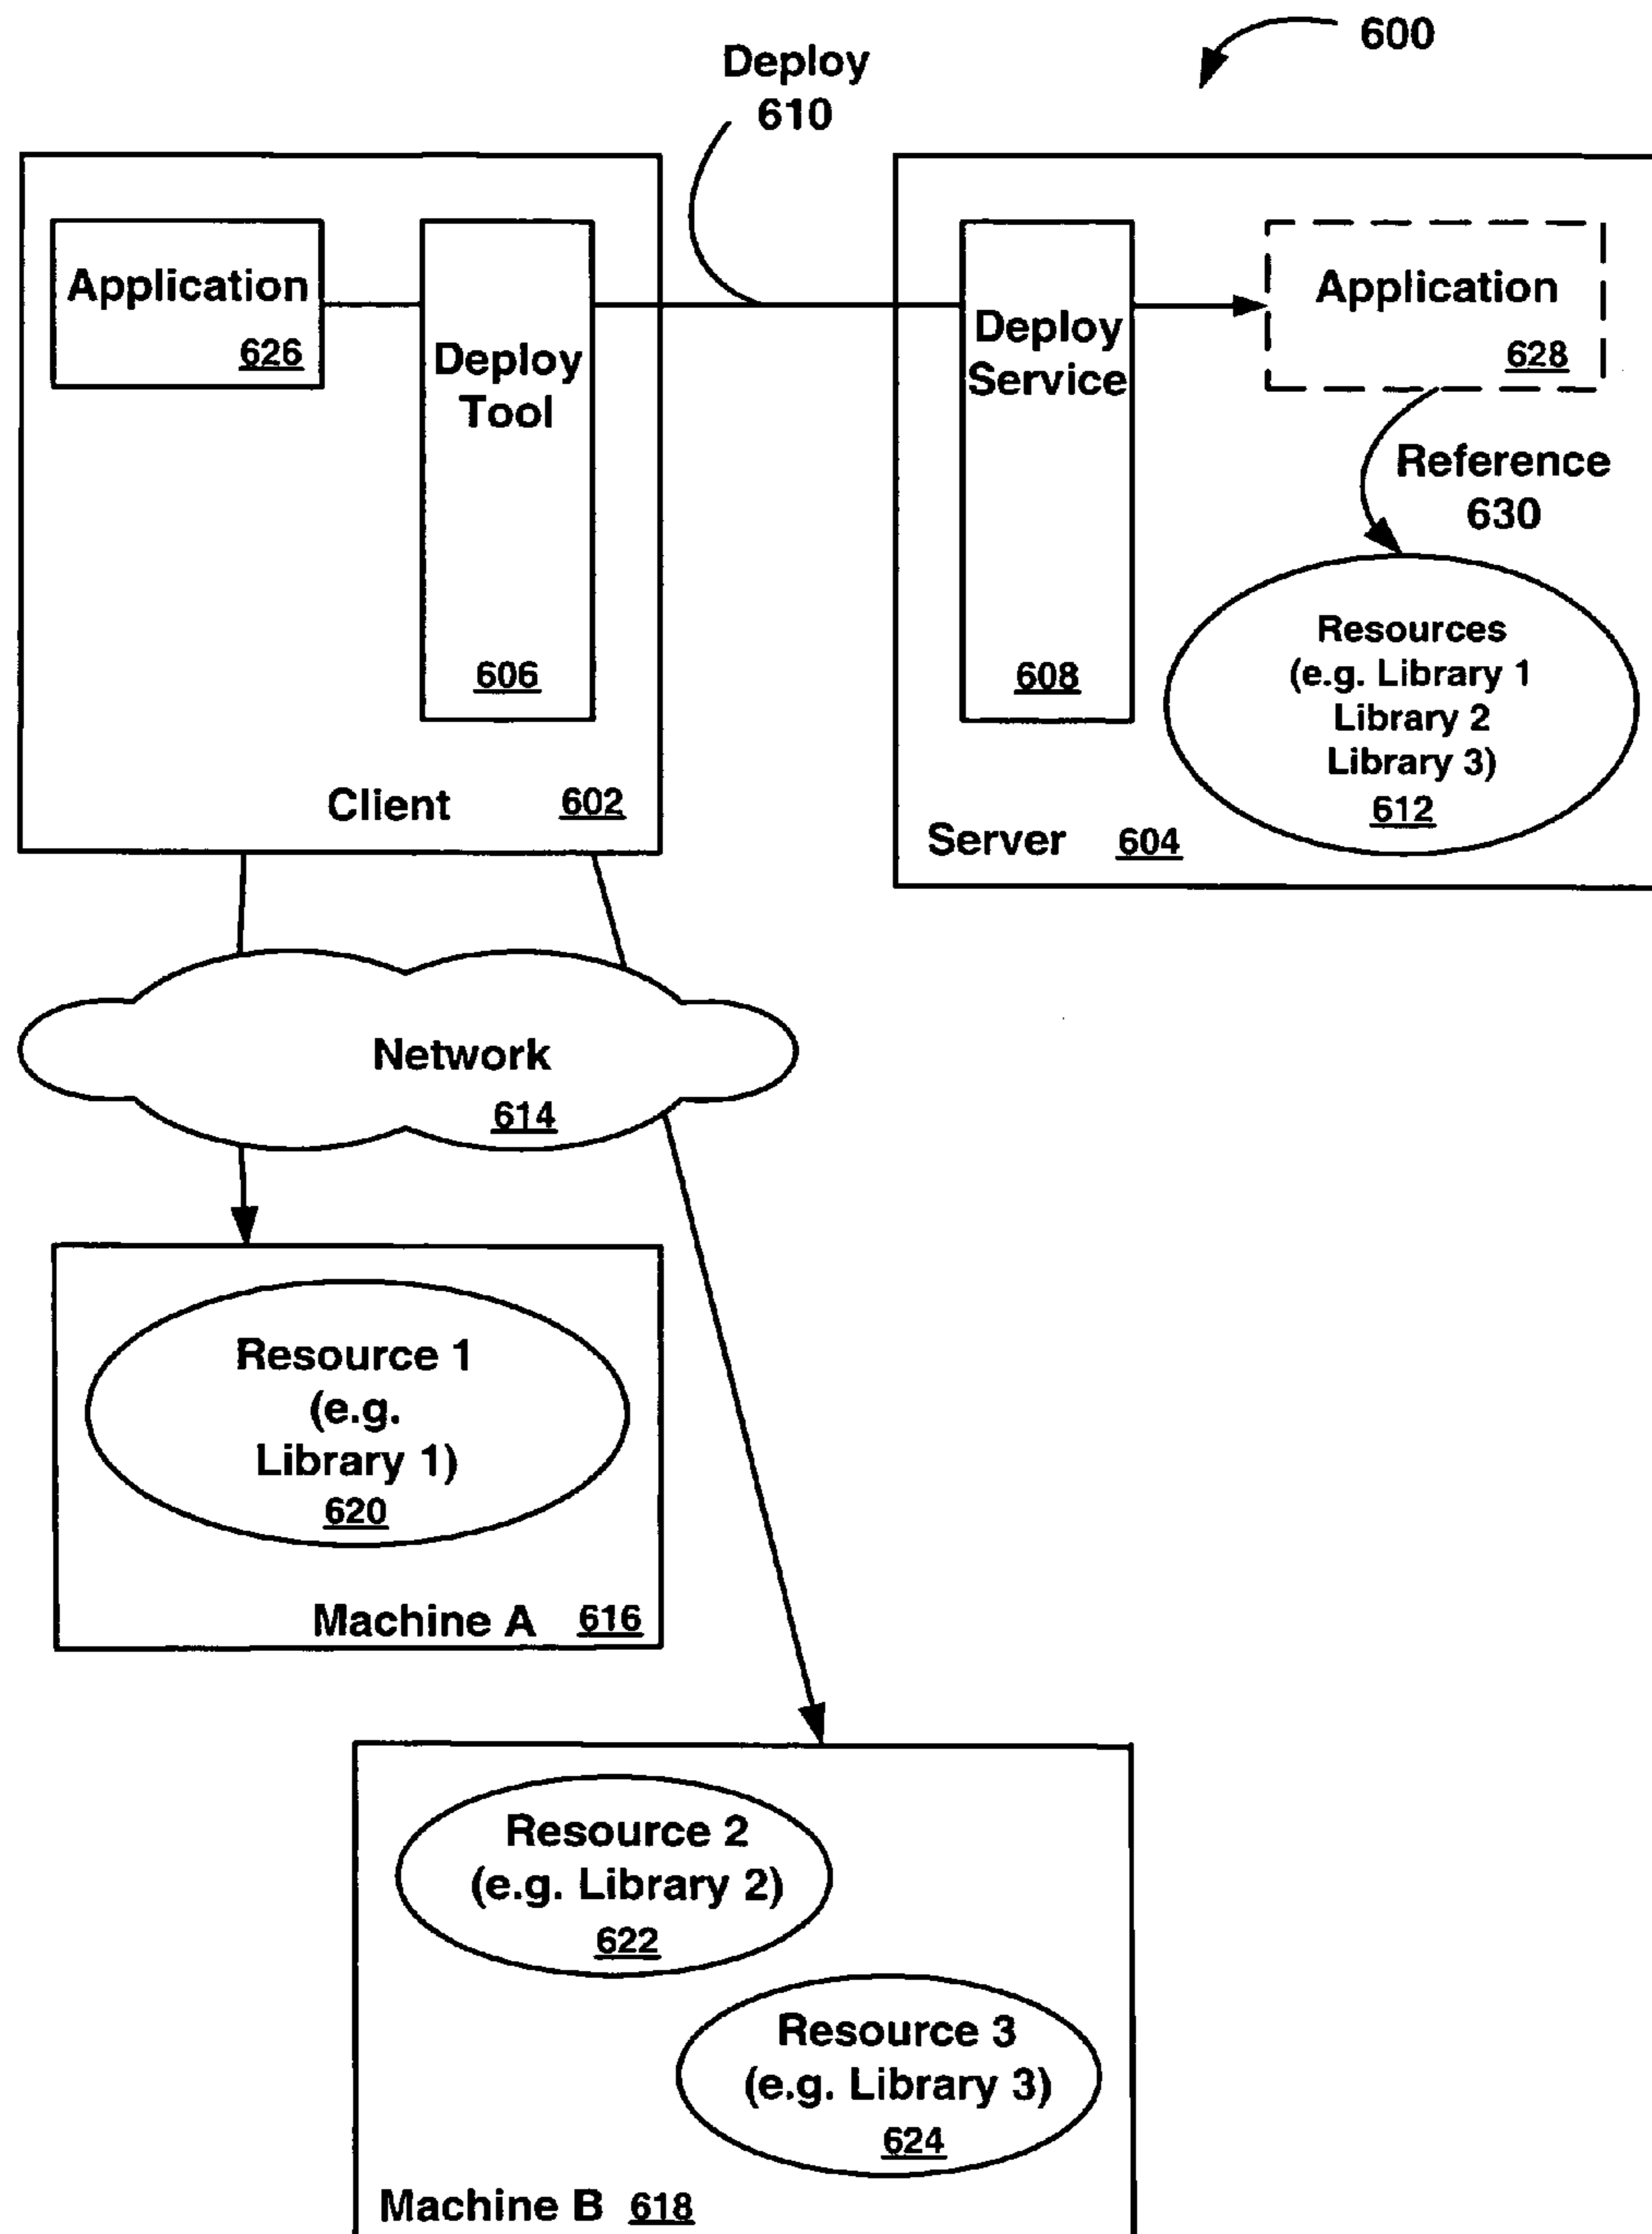 600
Deploy
610
Application
626
Deploy
Tool
606
Client 602
Deploy
Service
608
Application
628
Reference
630
Resources
(e.g. Library 1
Library 2
Library 3)
612
Server 604
Network
614
Resource 1
(e.g.
Library 1)
620
Machine A 616
Resource 2
(e.g. Library 2)
622
Resource 3
(e.g. Library 3)
624
Machine B 618